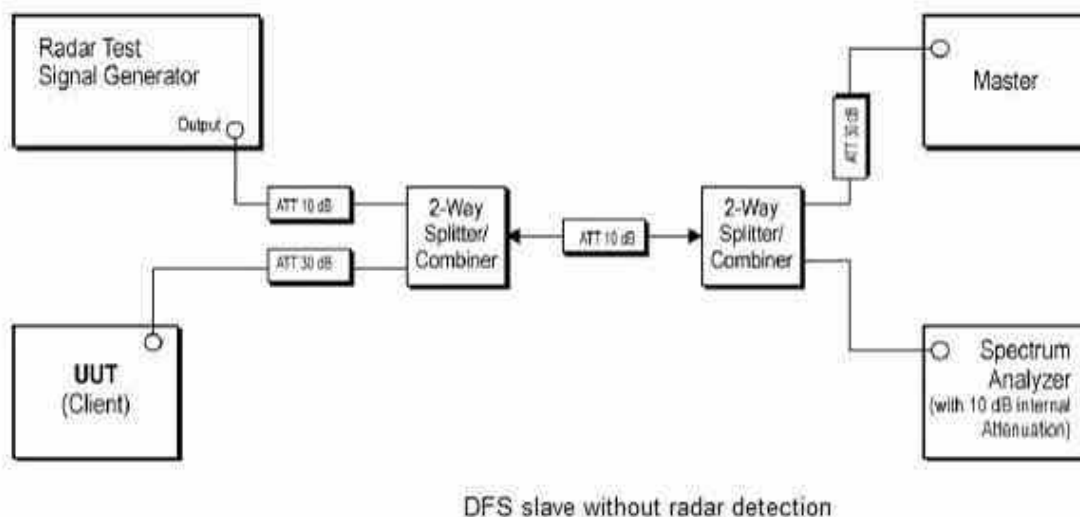 Radar Test
Signal Generator
Output
ATT 10 dB
ATT 30 dB
2-Way
Splitter/
Combiner
ATT 10 dB
2-Way
Splitter/
Combiner
ATT 30 dB
Master
UUT
(Client)
Spectrum
Analyzer
(with 10 dB internal
Attenuation)
DFS slave without radar detection